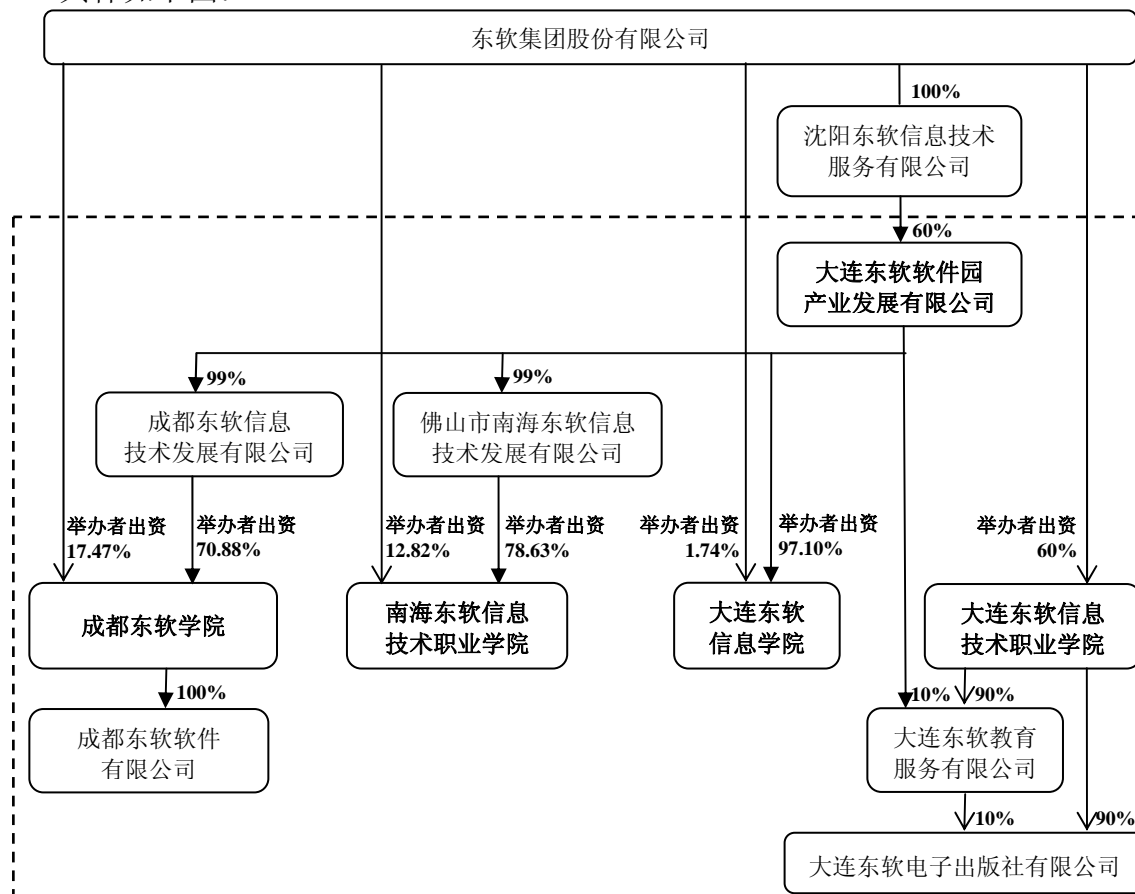 东软集团股份有限公司
100%
沈阳东软信息技术
服务有限公司
60%
大连东软软件园
产业发展有限公司
99%
99%
成都东软信息
技术发展有限公司
佛山市南海东软信息
技术发展有限公司
举办者出资
17.47%
举办者出资
70.88%
举办者出资
12.82%
举办者出资
78.63%
举办者出资
1.74%
举办者出资
97.10%
举办者出资
60%
成都东软学院
南海东软信息
技术职业学院
大连东软
信息学院
大连东软信息
技术职业学院
100%
10%
90%
成都东软软件
有限公司
大连东软教育
服务有限公司
10%
90%
大连东软电子出版社有限公司